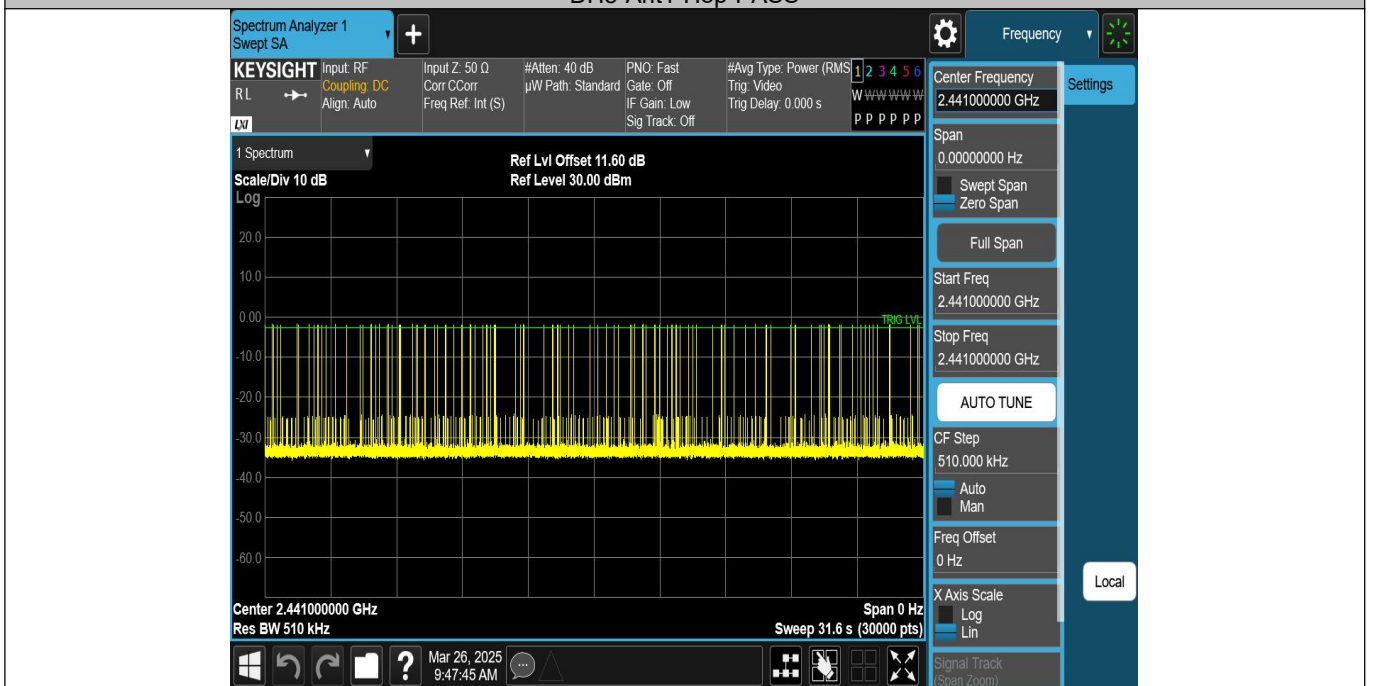 Spectrum Analyzer 1
Swept SA
+
Frequency
KEYSIGHT
RL
LXI
Input: RF
Coupling: DC
Align: Auto
Input Z: 50 Ω
Corr CCorr
Freq Ref: Int (S)
#Atten: 40 dB
µW Path: Standard
PNO: Fast
Gate: Off
IF Gain: Low
Sig Track: Off
#Avg Type: Power (RMS
Trig: Video
Trig Delay: 0.000 s
1 2 3 4 5 6
W W W W W W
P P P P P P
1 Spectrum
Scale/Div 10 dB
Ref Lvl Offset 11.60 dB
Ref Level 30.00 dBm
Log
20.0
10.0
0.00
-10.0
-20.0
-30.0
-40.0
-50.0
-60.0
TRIG LVL
Center 2.441000000 GHz
Span 0 Hz
Res BW 510 kHz
Sweep 31.6 s (30000 pts)
Center Frequency
2.441000000 GHz
Settings
Span
0.00000000 Hz
Swept Span
Zero Span
Full Span
Start Freq
2.441000000 GHz
Stop Freq
2.441000000 GHz
AUTO TUNE
CF Step
510.000 kHz
Auto
Man
Freq Offset
0 Hz
Local
X Axis Scale
Log
Lin
Signal Track
(Span Zoom)
?
Mar 26, 2025
9:47:45 AM